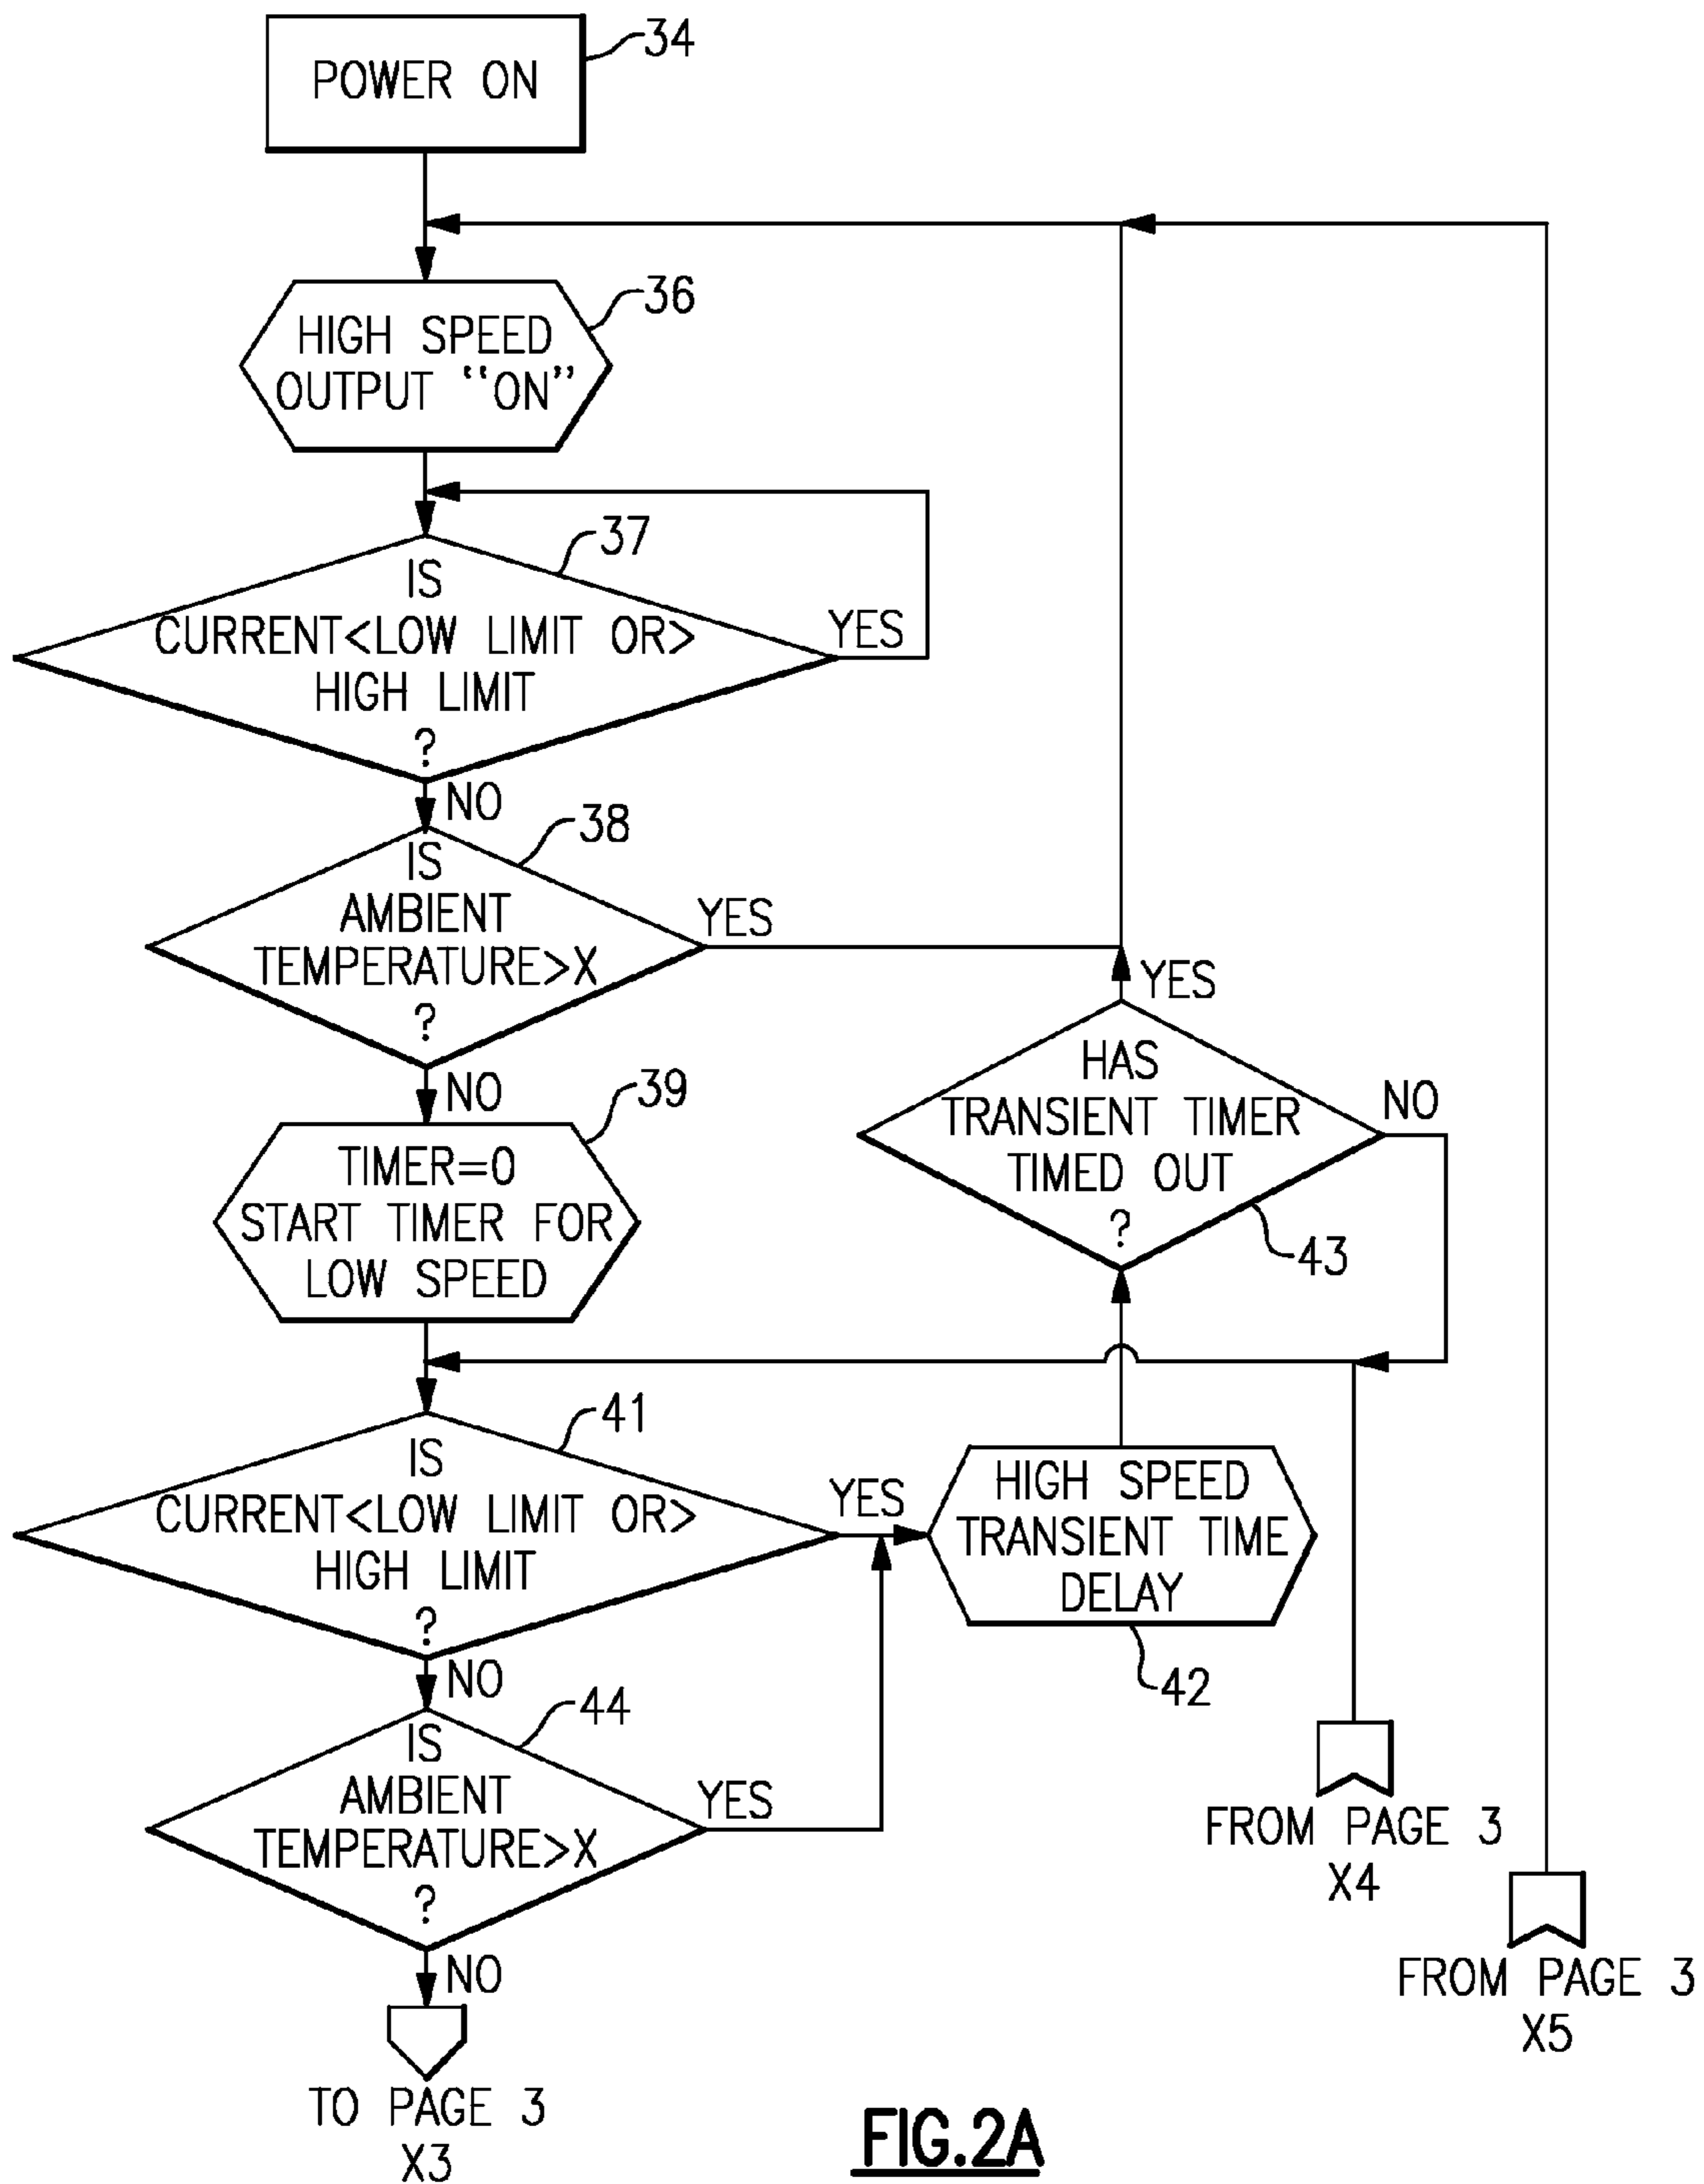 34
POWER ON
36
HIGH SPEED
OUTPUT "ON"
37
IS
CURRENT<LOW LIMIT OR>
HIGH LIMIT
?
YES
NO
38
IS
AMBIENT
TEMPERATURE>X
?
YES
NO
39
TIMER=0
START TIMER FOR
LOW SPEED
YES
HAS
TRANSIENT TIMER
TIMED OUT
?
NO
43
41
IS
CURRENT<LOW LIMIT OR>
HIGH LIMIT
?
YES
HIGH SPEED
TRANSIENT TIME
DELAY
42
NO
44
IS
AMBIENT
TEMPERATURE>X
?
YES
NO
FROM PAGE 3
X4
FROM PAGE 3
X5
TO PAGE 3
X3
FIG.2A